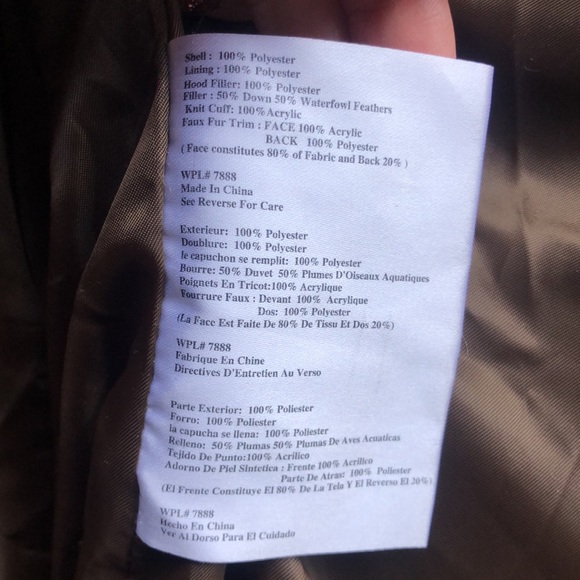 Shell : 100% Polyester
Lining : 100% Polyester
Hood Filler: 100% Polyester
Filler : 50% Down 50% Waterfowl Feathers
Knit Cuff: 100% Acrylic
Faux Fur Trim : FACE 100% Acrylic
BACK 100% Polyester
( Face constitutes 80% of Fabric and Back 20% )
WPL# 7888
Made In China
See Reverse For Care
Exterieur: 100% Polyester
Doublure: 100% Polyester
le capuchon se remplit: 100% Polyester
Bourre: 50% Duvet 50% Plumes D'Oiseaux Aquatiques
Poignets En Tricot:100% Acrylique
Fourrure Faux : Devant 100% Acrylique
Dos: 100% Polyester
(La Face Est Faite De 80% De Tissu Et Dos 20%)
WPL# 7888
Fabrique En Chine
Directives D'Entretien Au Verso
Parte Exterior: 100% Poliester
Forro: 100% Poliester
la capucha se llena: 100% Poliester
Relleno: 50% Plumas 50% Plumas De Aves Acuaticas
Tejido De Punto:100% Acrilico
Adorno De Piel Sintetica : Frente 100% Acrilico
Parte De Atras: 100% Poliester
(El Frente Constituye El 80% De La Tela Y El Reverso El 20%)
WPL# 7888
Hecho En China
Ver Al Dorso Para El Cuidado